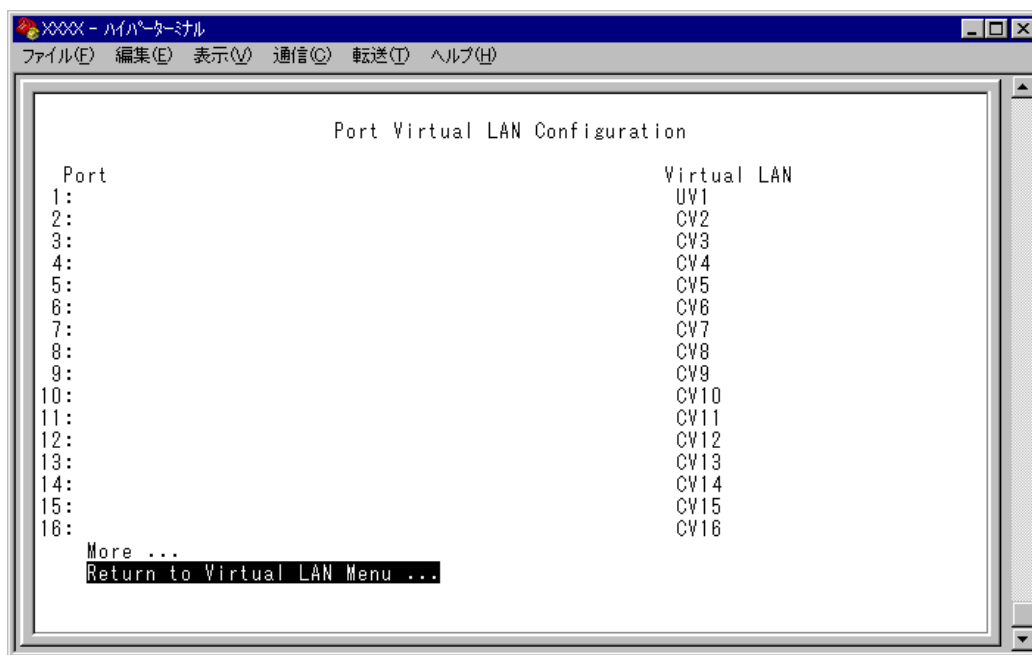 XXXX - ハイパーターミナル
ファイル(F) 編集(E) 表示(V) 通信(C) 転送(T) ヘルプ(H)
Port Virtual LAN Configuration
Port Virtual LAN
1: UV1
2: CV2
3: CV3
4: CV4
5: CV5
6: CV6
7: CV7
8: CV8
9: CV9
10: CV10
11: CV11
12: CV12
13: CV13
14: CV14
15: CV15
16: CV16
More ...
Return to Virtual LAN Menu ...